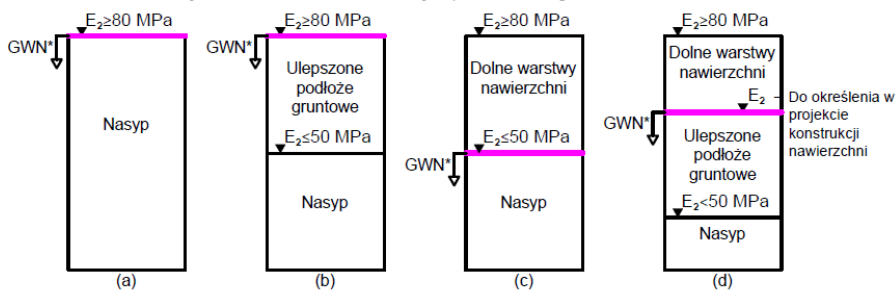 E₂≥80 MPa
GWN*
Nasyp
(a)
E₂≥80 MPa
GWN*
Ulepszone
podłoże
gruntowe
E₂≤50 MPa
Nasyp
(b)
E₂≥80 MPa
Dolne warstwy
nawierzchni
E₂≤50 MPa
GWN*
Nasyp
(c)
E₂≥80 MPa
Dolne warstwy
nawierzchni
E₂ - Do określenia w
projekcie
konstrukcji
nawierzchni
GWN*
Ulepszone
podłoże
gruntowe
E₂<50 MPa
Nasyp
(d)